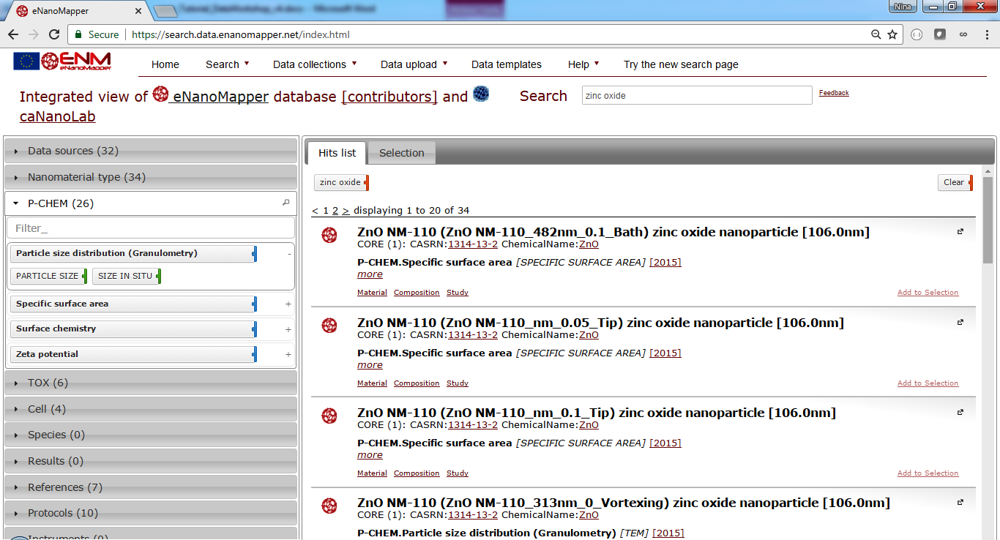 eNanoMapper
Tutorial_DataWorkshop_v4.docx - Microsoft Word
Nina
Secure
https://search.data.enanomapper.net/index.html
ENM
eNanoMapper
Home Search Data collections Data upload Data templates Help Try the new search page
Integrated view of eNanoMapper database [contributors] and
caNanoLab
Search
zinc oxide
Feedback
Data sources (32)
Nanomaterial type (34)
P-CHEM (26)
Filter_
Particle size distribution (Granulometry) -
PARTICLE SIZE SIZE IN SITU
Specific surface area +
Surface chemistry +
Zeta potential +
TOX (6)
Cell (4)
Species (0)
Results (0)
References (7)
Protocols (10)
Instruments (0)
Hits list Selection
zinc oxide Clear
< 1 2 > displaying 1 to 20 of 34
ZnO NM-110 (ZnO NM-110_482nm_0.1_Bath) zinc oxide nanoparticle [106.0nm]
CORE (1): CASRN:1314-13-2 ChemicalName:ZnO
P-CHEM.Specific surface area [SPECIFIC SURFACE AREA] [2015]
more
Material Composition Study Add to Selection
ZnO NM-110 (ZnO NM-110_nm_0.05_Tip) zinc oxide nanoparticle [106.0nm]
CORE (1): CASRN:1314-13-2 ChemicalName:ZnO
P-CHEM.Specific surface area [SPECIFIC SURFACE AREA] [2015]
more
Material Composition Study Add to Selection
ZnO NM-110 (ZnO NM-110_nm_0.1_Tip) zinc oxide nanoparticle [106.0nm]
CORE (1): CASRN:1314-13-2 ChemicalName:ZnO
P-CHEM.Specific surface area [SPECIFIC SURFACE AREA] [2015]
more
Material Composition Study Add to Selection
ZnO NM-110 (ZnO NM-110_313nm_0_Vortexing) zinc oxide nanoparticle [106.0nm]
CORE (1): CASRN:1314-13-2 ChemicalName:ZnO
P-CHEM.Particle size distribution (Granulometry) [TEM] [2015]